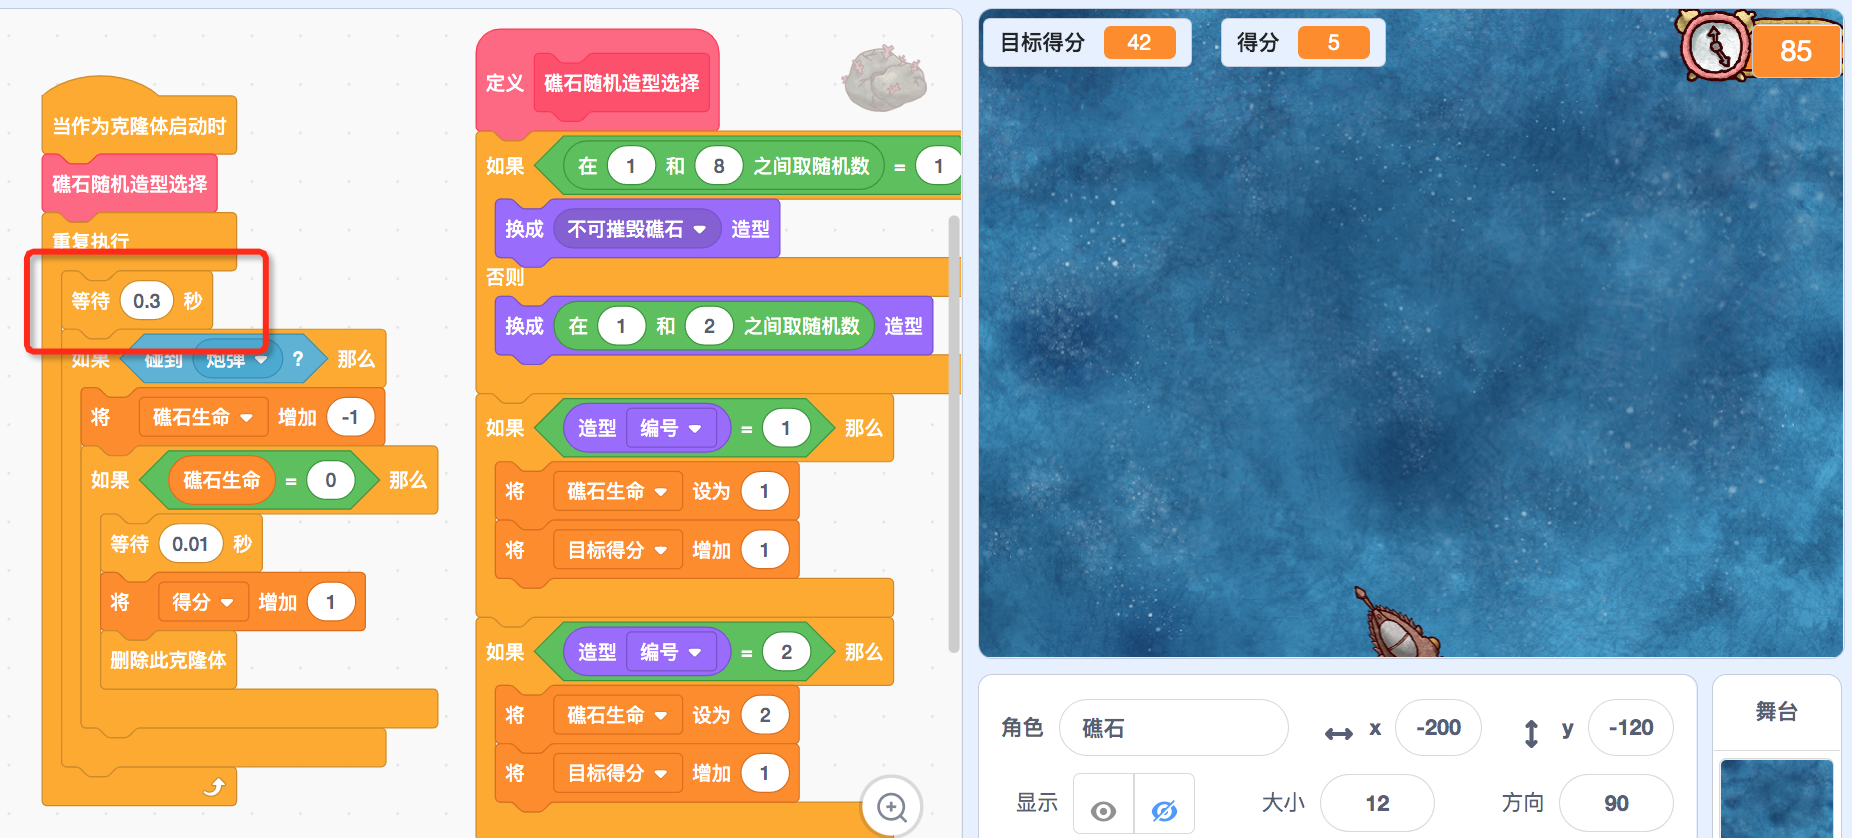 当作为克隆体启动时
礁石随机造型选择
重复执行
等待 0.3 秒
如果 碰到 炮弹 ? 那么
将 礁石生命 增加 -1
如果 礁石生命 = 0 那么
等待 0.01 秒
将 得分 增加 1
删除此克隆体
定义 礁石随机造型选择
如果 在 1 和 8 之间取随机数 = 1
换成 不可摧毁礁石 造型
否则
换成 在 1 和 2 之间取随机数 造型
如果 造型 编号 = 1 那么
将 礁石生命 设为 1
将 目标得分 增加 1
如果 造型 编号 = 2 那么
将 礁石生命 设为 2
将 目标得分 增加 1
目标得分 42 得分 5 85
角色 礁石 x -200 y -120
显示 大小 12 方向 90
舞台